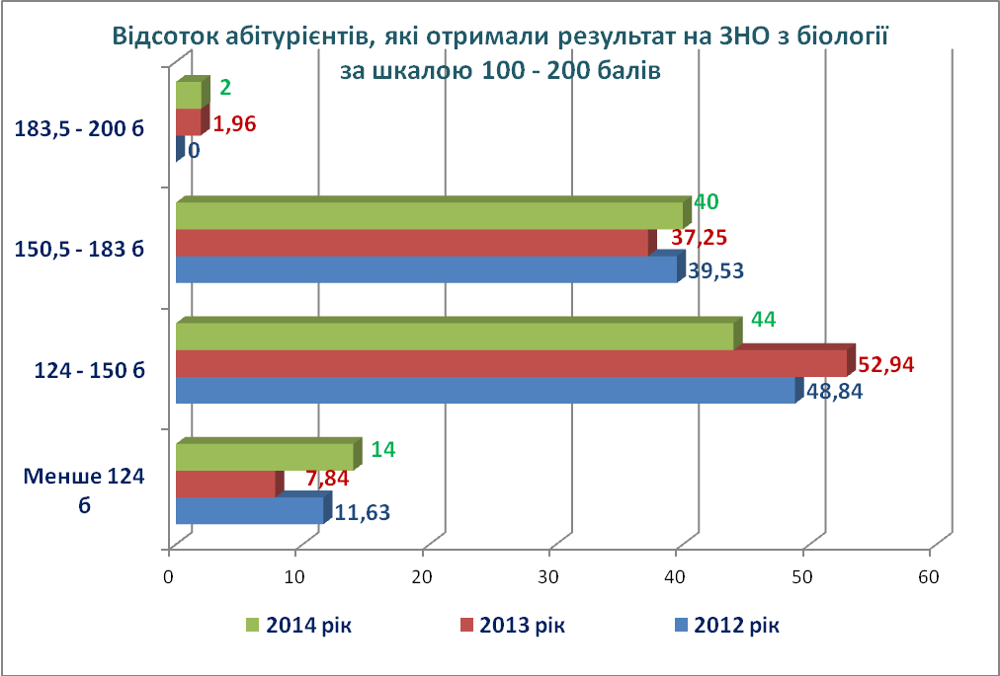 Відсоток абітурієнтів, які отримали результат на ЗНО з біології
за шкалою 100 - 200 балів
183,5 - 200 б
2
1,96
0
150,5 - 183 б
40
37,25
39,53
124 - 150 б
44
52,94
48,84
Менше 124
б
14
7,84
11,63
0 10 20 30 40 50 60
2014 рік 2013 рік 2012 рік